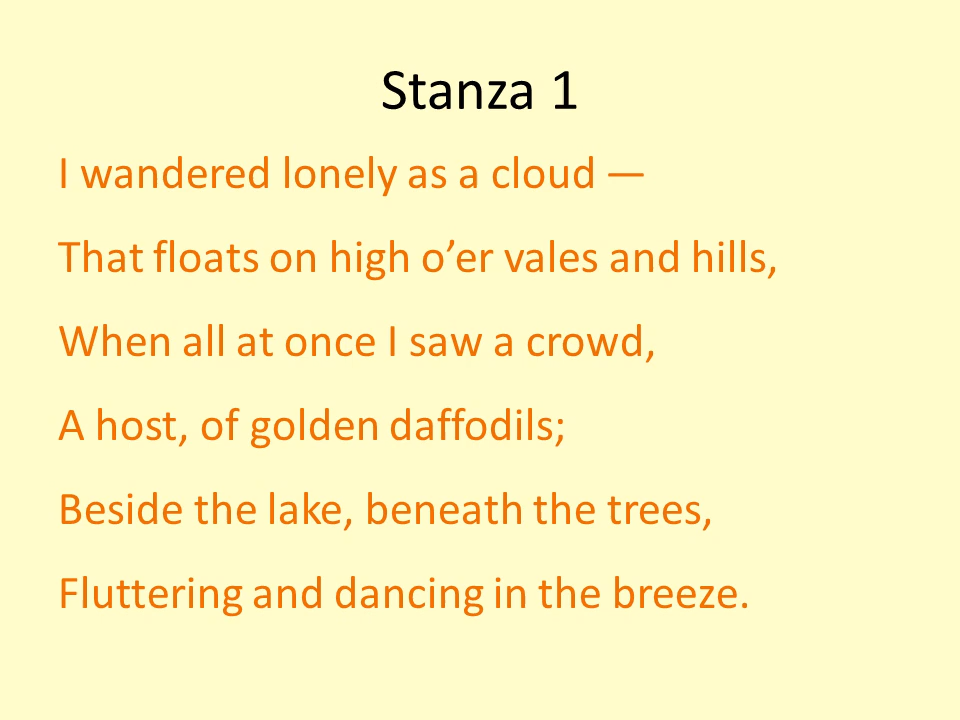 Stanza 1
I wandered lonely as a cloud —
That floats on high o’er vales and hills,
When all at once I saw a crowd,
A host, of golden daffodils;
Beside the lake, beneath the trees,
Fluttering and dancing in the breeze.